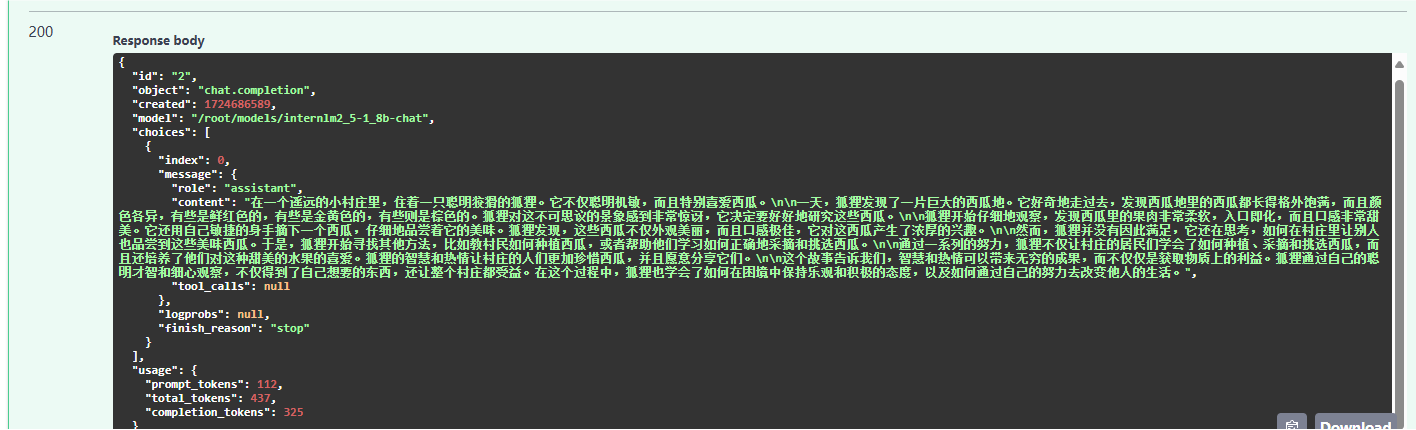 200
Response body
{
  "id": "2",
  "object": "chat.completion",
  "created": 1724686589,
  "model": "/root/models/internlm2_5-1_8b-chat",
  "choices": [
    {
      "index": 0,
      "message": {
        "role": "assistant",
        "content": "在一个遥远的小村庄里，住着一只聪明狡猾的狐狸。它不仅聪明机敏，而且特别喜爱西瓜。\n\n一天，狐狸发现了一片巨大的西瓜地。它好奇地走过去，发现西瓜地里的西瓜都长得格外饱满，而且颜
色各异，有些是鲜红色的，有些是金黄色的，有些则是棕色的。狐狸对这不可思议的景象感到非常惊讶，它决定要好好地研究这些西瓜。\n\n狐狸开始仔细地观察，发现西瓜里的果肉非常柔软，入口即化，而且口感非常甜
美。它还用自己敏捷的身手摘下一个西瓜，仔细地品尝着它的美味。狐狸发现，这些西瓜不仅外观美丽，而且口感极佳，它对这西瓜产生了浓厚的兴趣。\n\n然而，狐狸并没有因此满足，它还在思考，如何在村庄里让别人
也品尝到这些美味西瓜。于是，狐狸开始寻找其他方法，比如教村民如何种植西瓜，或者帮助他们学习如何正确地采摘和挑选西瓜。\n\n通过一系列的努力，狐狸不仅让村庄的居民们学会了如何种植、采摘和挑选西瓜，而
且还培养了他们对这种甜美的水果的喜爱。狐狸的智慧和热情让村庄的人们更加珍惜西瓜，并且愿意分享它们。\n\n这个故事告诉我们，智慧和热情可以带来无穷的成果，而不仅仅是获取物质上的利益。狐狸通过自己的聪
明才智和细心观察，不仅得到了自己想要的东西，还让整个村庄都受益。在这个过程中，狐狸也学会了如何在困境中保持乐观和积极的态度，以及如何通过自己的努力去改变他人的生活。",
        "tool_calls": null
      },
      "logprobs": null,
      "finish_reason": "stop"
    }
  ],
  "usage": {
    "prompt_tokens": 112,
    "total_tokens": 437,
    "completion_tokens": 325
  }
Download